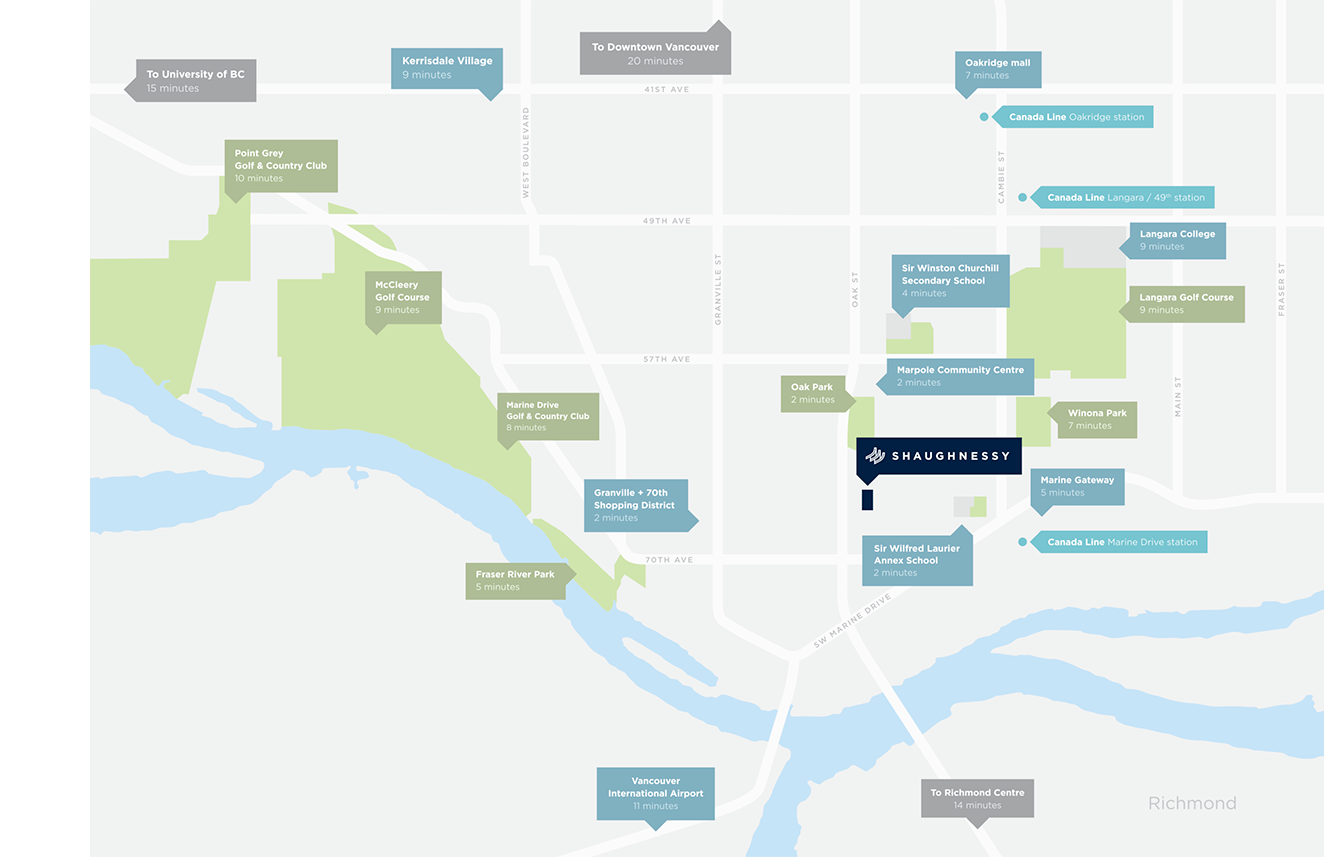 To Downtown Vancouver
20 minutes
Kerrisdale Village
9 minutes
Oakridge mall
7 minutes
To University of BC
15 minutes
41ST AVE
Canada Line Oakridge station
WEST BOULEVARD
CAMBIE ST
Point Grey
Golf & Country Club
10 minutes
Canada Line Langara / 49th station
49TH AVE
Langara College
9 minutes
Sir Winston Churchill
Secondary School
4 minutes
GRANVILLE ST
OAK ST
FRASER ST
McCleery
Golf Course
9 minutes
Langara Golf Course
9 minutes
57TH AVE
Marpole Community Centre
2 minutes
Oak Park
2 minutes
MAIN ST
Marine Drive
Golf & Country Club
8 minutes
Winona Park
7 minutes
SHAUGHNESSY
Marine Gateway
5 minutes
Granville + 70th
Shopping District
2 minutes
Canada Line Marine Drive station
Sir Wilfred Laurier
Annex School
2 minutes
70TH AVE
Fraser River Park
5 minutes
SW MARINE DRIVE
Vancouver
International Airport
11 minutes
To Richmond Centre
14 minutes
Richmond